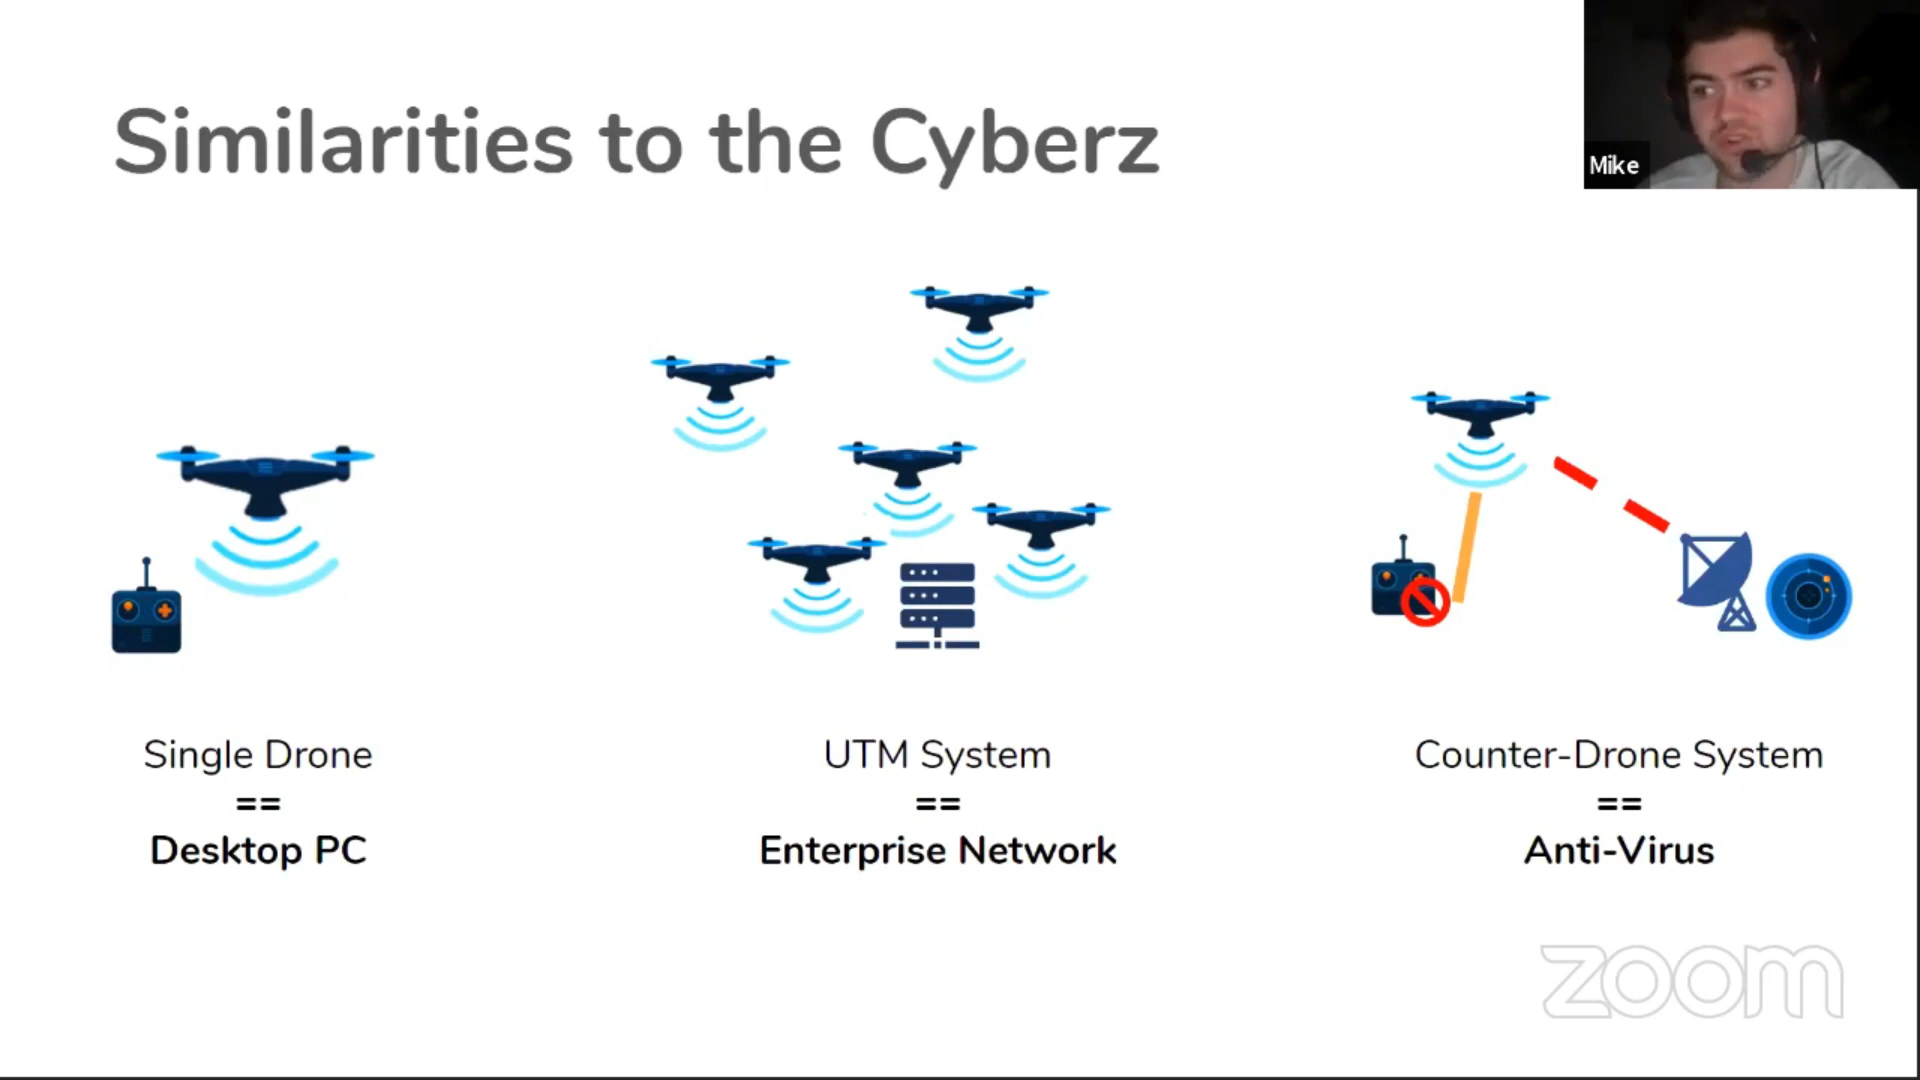 Similarities to the Cyberz
Mike
Single Drone
==
Desktop PC
UTM System
==
Enterprise Network
Counter-Drone System
==
Anti-Virus
zoom